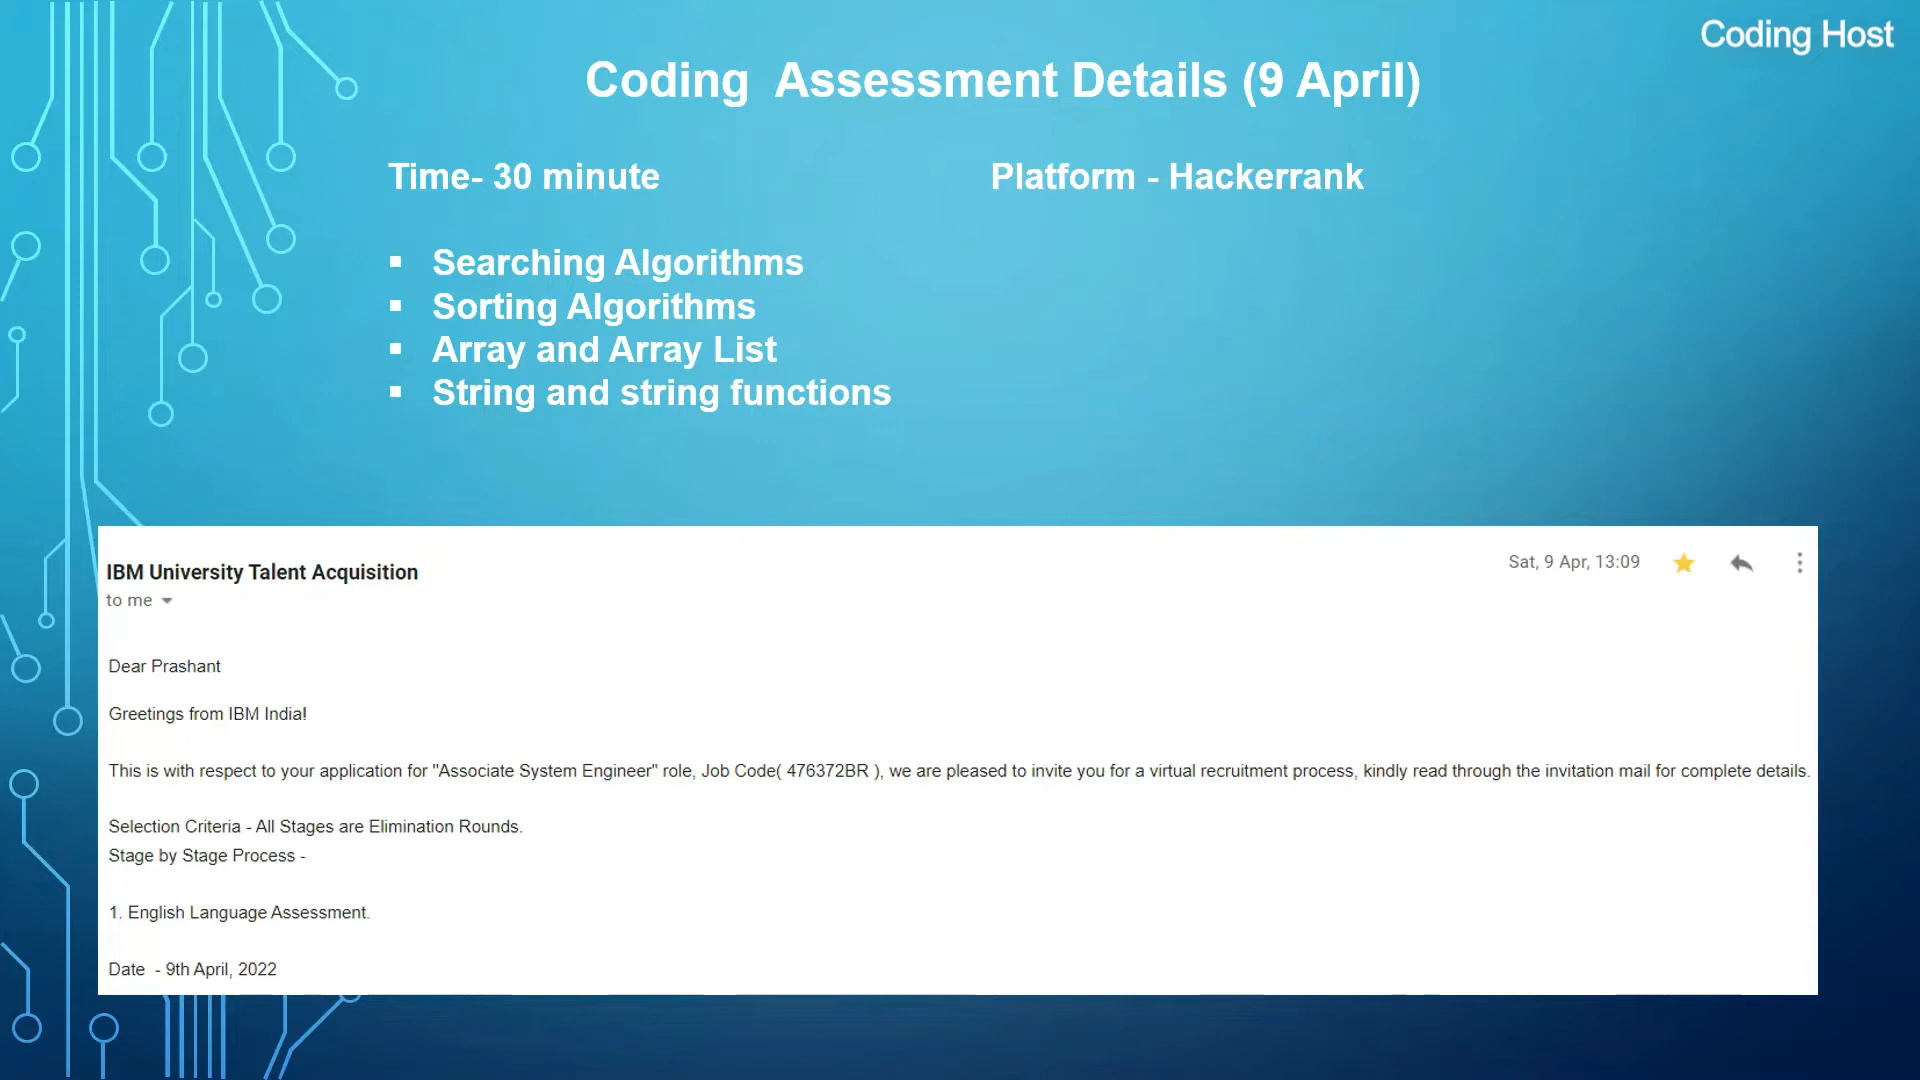 Coding Host
Coding Assessment Details (9 April)
Time- 30 minute
Platform - Hackerrank
▪ Searching Algorithms
▪ Sorting Algorithms
▪ Array and Array List
▪ String and string functions
IBM University Talent Acquisition
Sat, 9 Apr, 13:09
to me
Dear Prashant
Greetings from IBM India!
This is with respect to your application for "Associate System Engineer" role, Job Code( 476372BR ), we are pleased to invite you for a virtual recruitment process, kindly read through the invitation mail for complete details.
Selection Criteria - All Stages are Elimination Rounds.
Stage by Stage Process -
1. English Language Assessment.
Date - 9th April, 2022